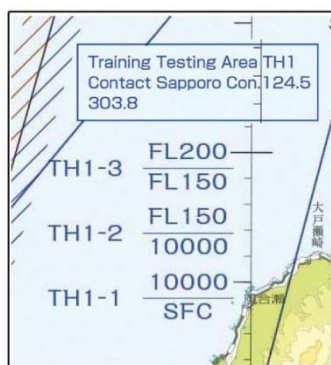 Training Testing Area TH1
Contact Sapporo Con.124.5
303.8
TH1-3 FL200
FL150
TH1-2 FL150
10000
TH1-1 10000
SFC
大戸瀬崎